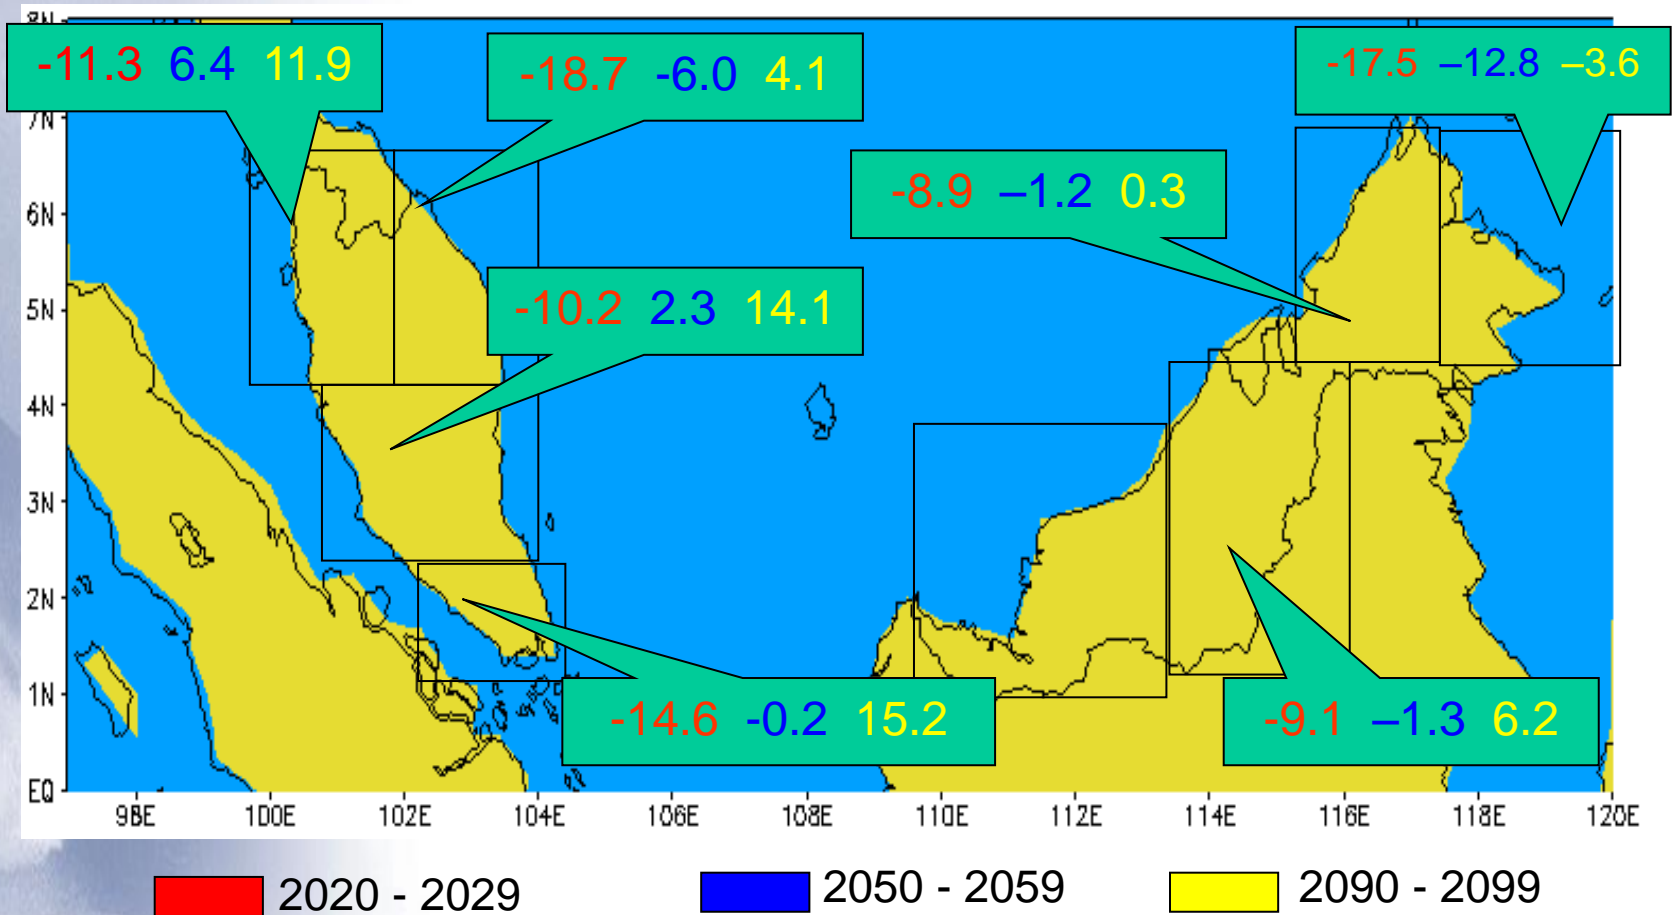 8N
-11.3 6.4 11.9
-18.7 -6.0 4.1
-17.5 –12.8 –3.6
7N
-8.9 –1.2 0.3
6N
-10.2 2.3 14.1
5N
4N
3N
2N
1N
-14.6 -0.2 15.2
-9.1 –1.3 6.2
EQ
98E 100E 102E 104E 106E 108E 110E 112E 114E 116E 118E 120E
2020 - 2029 2050 - 2059 2090 - 2099